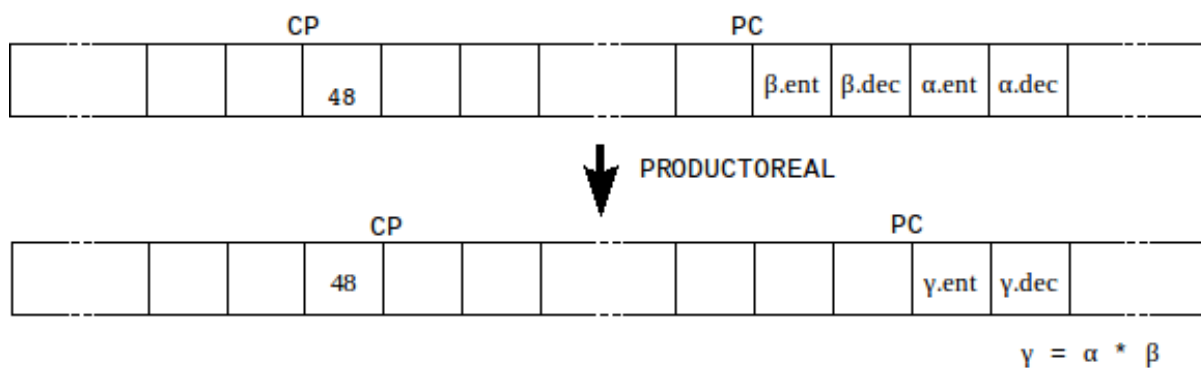 CP PC
48 β.ent β.dec α.ent α.dec
PRODUCTOREAL
CP PC
48 γ.ent γ.dec
γ = α * β